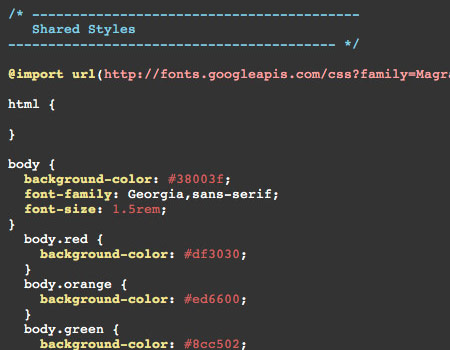 /* -----------------------------------------
   Shared Styles
----------------------------------------- */
@import url(http://fonts.googleapis.com/css?family=Magra
html {
}
body {
  background-color: #38003f;
  font-family: Georgia,sans-serif;
  font-size: 1.5rem;
}
  body.red {
    background-color: #df3030;
  }
  body.orange {
    background-color: #ed6600;
  }
  body.green {
    background-color: #8cc502;